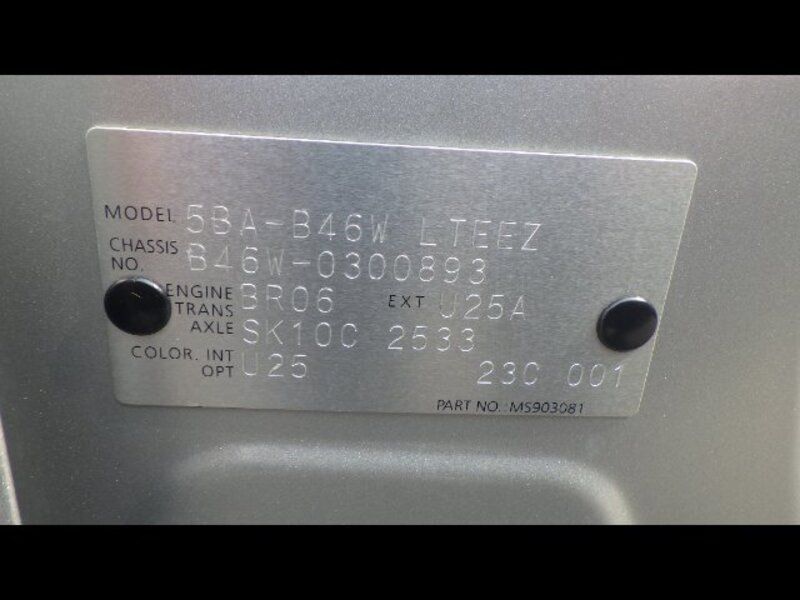 MODEL 5BA-B46W LTEEZ
CHASSIS NO. B46W-0300893
ENGINE BR06 EXT U25A
TRANS AXLE SK10C 2533
COLOR. INT OPT U25 23C 001
PART NO. MS903081